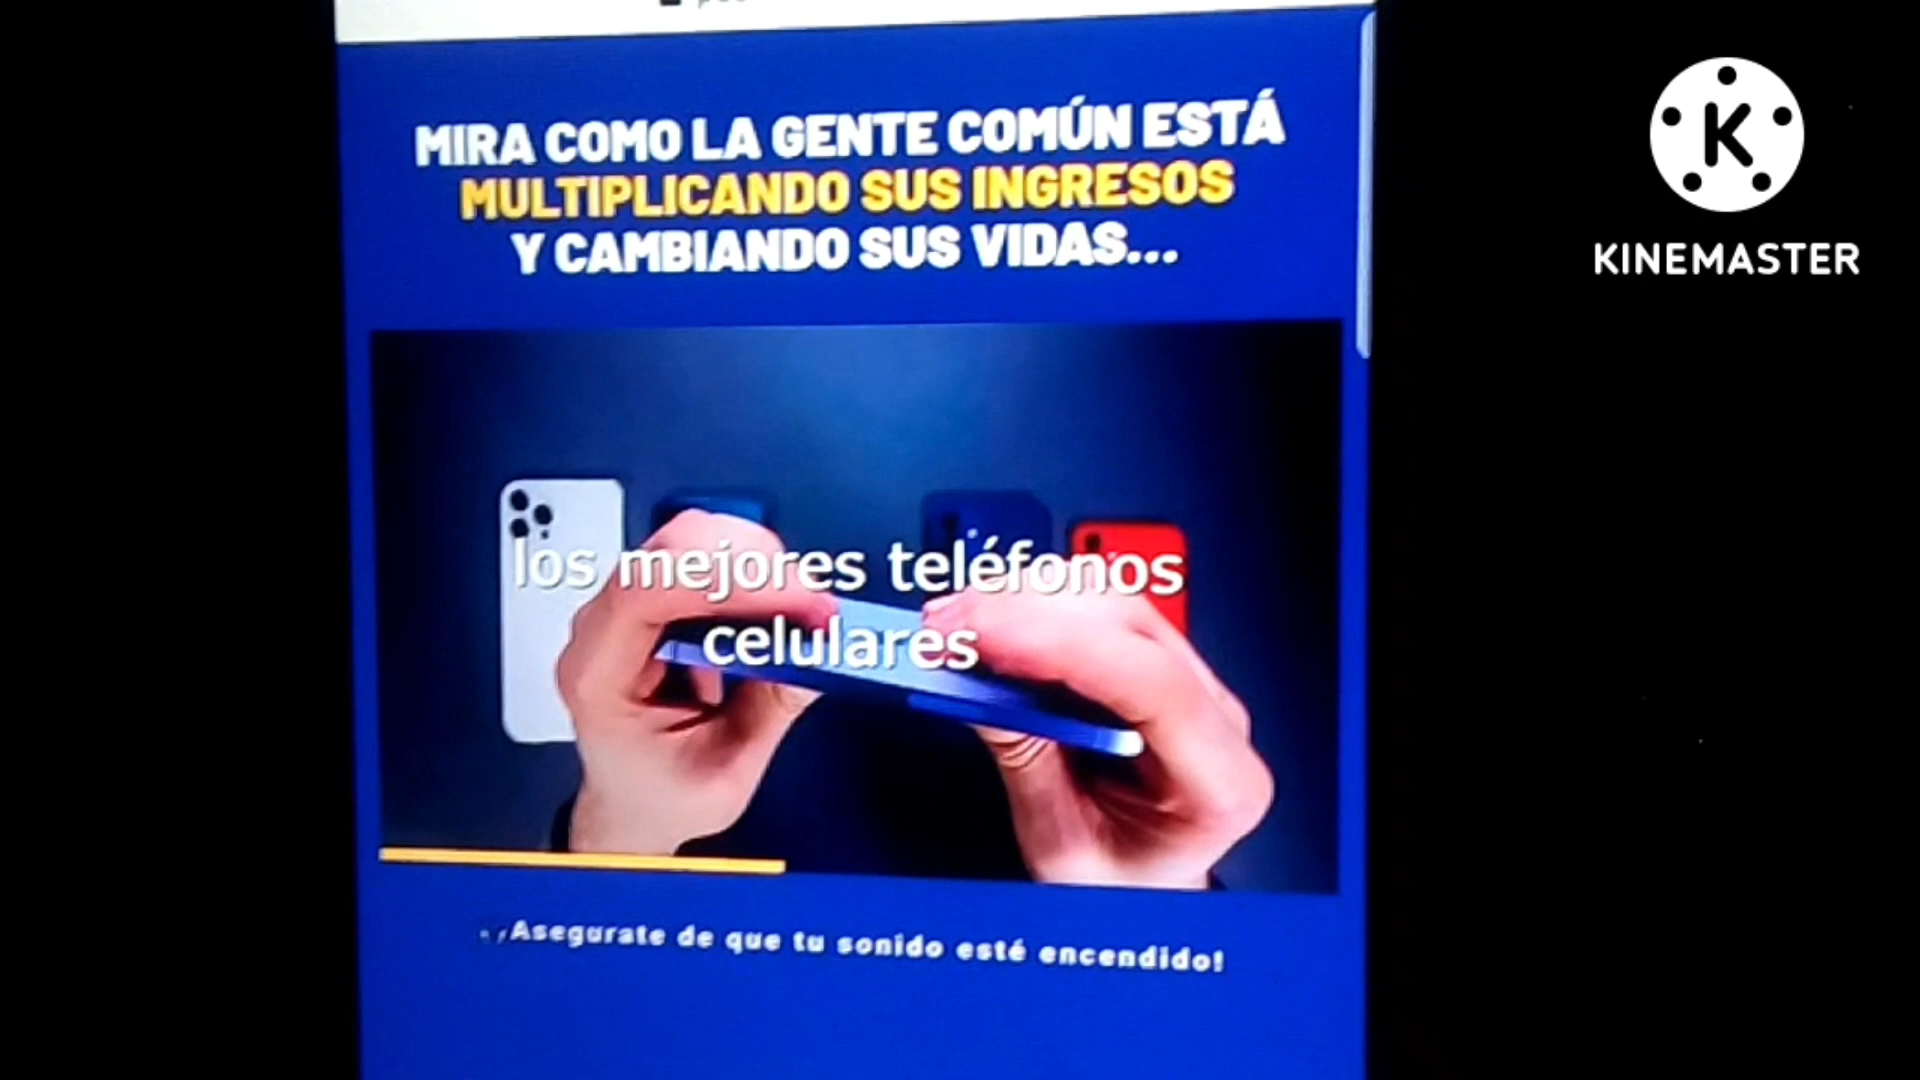 MIRA COMO LA GENTE COMÚN ESTÁ
MULTIPLICANDO SUS INGRESOS
Y CAMBIANDO SUS VIDAS...
KINEMASTER
los mejores teléfonos
celulares
¡Asegurate de que tu sonido esté encendido!